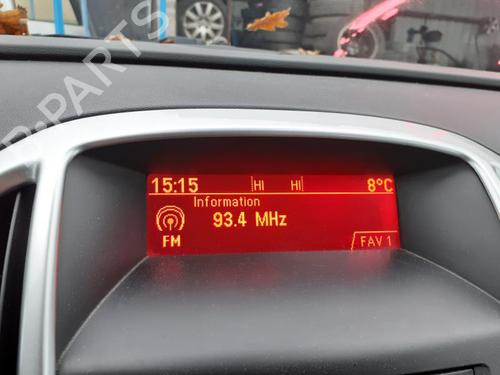 PARTS
15:15 HI HI 8°C
Information
93.4 MHz
FM FAV 1